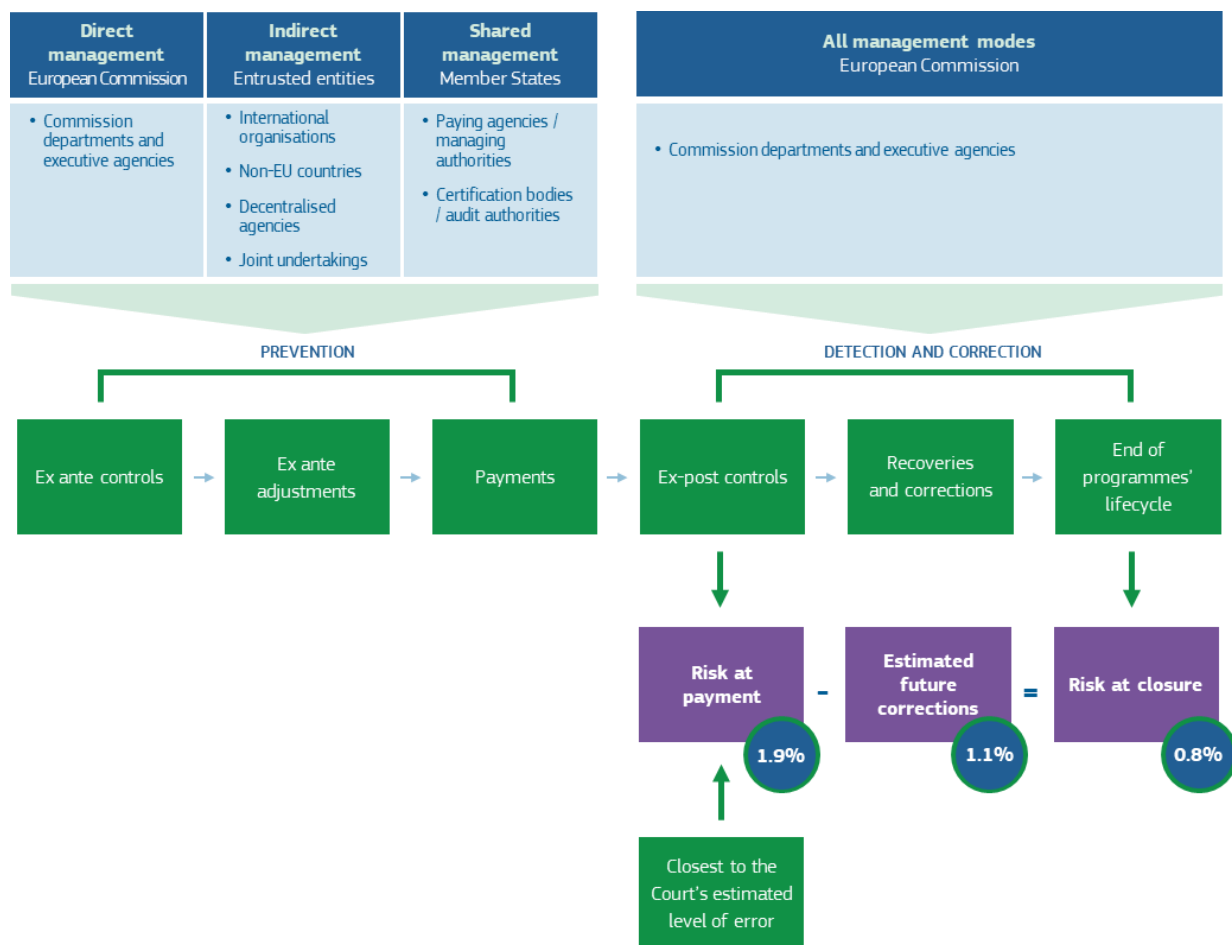 Direct
management
European Commission
Indirect
management
Entrusted entities
Shared
management
Member States
All management modes
European Commission
• Commission
departments and
executive agencies
• International
organisations
• Non-EU countries
• Decentralised
agencies
• Joint undertakings
• Paying agencies /
managing
authorities
• Certification bodies
/ audit authorities
• Commission departments and executive agencies
PREVENTION
DETECTION AND CORRECTION
Ex ante controls
Ex ante
adjustments
Payments
Ex-post controls
Recoveries
and corrections
End of
programmes'
lifecycle
Risk at
payment
1.9%
-
Estimated
future
corrections
1.1%
=
Risk at closure
0.8%
Closest to the
Court's estimated
level of error